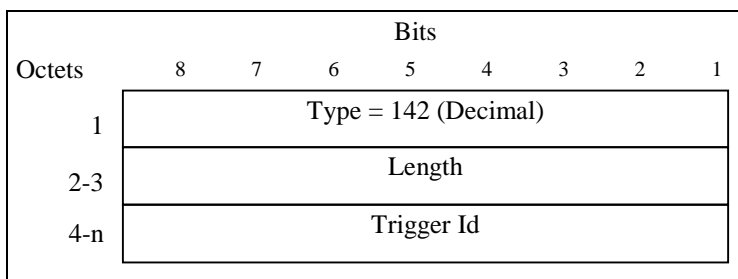 Bits
Octets 8 7 6 5 4 3 2 1
1 Type = 142 (Decimal)
2-3 Length
4-n Trigger Id